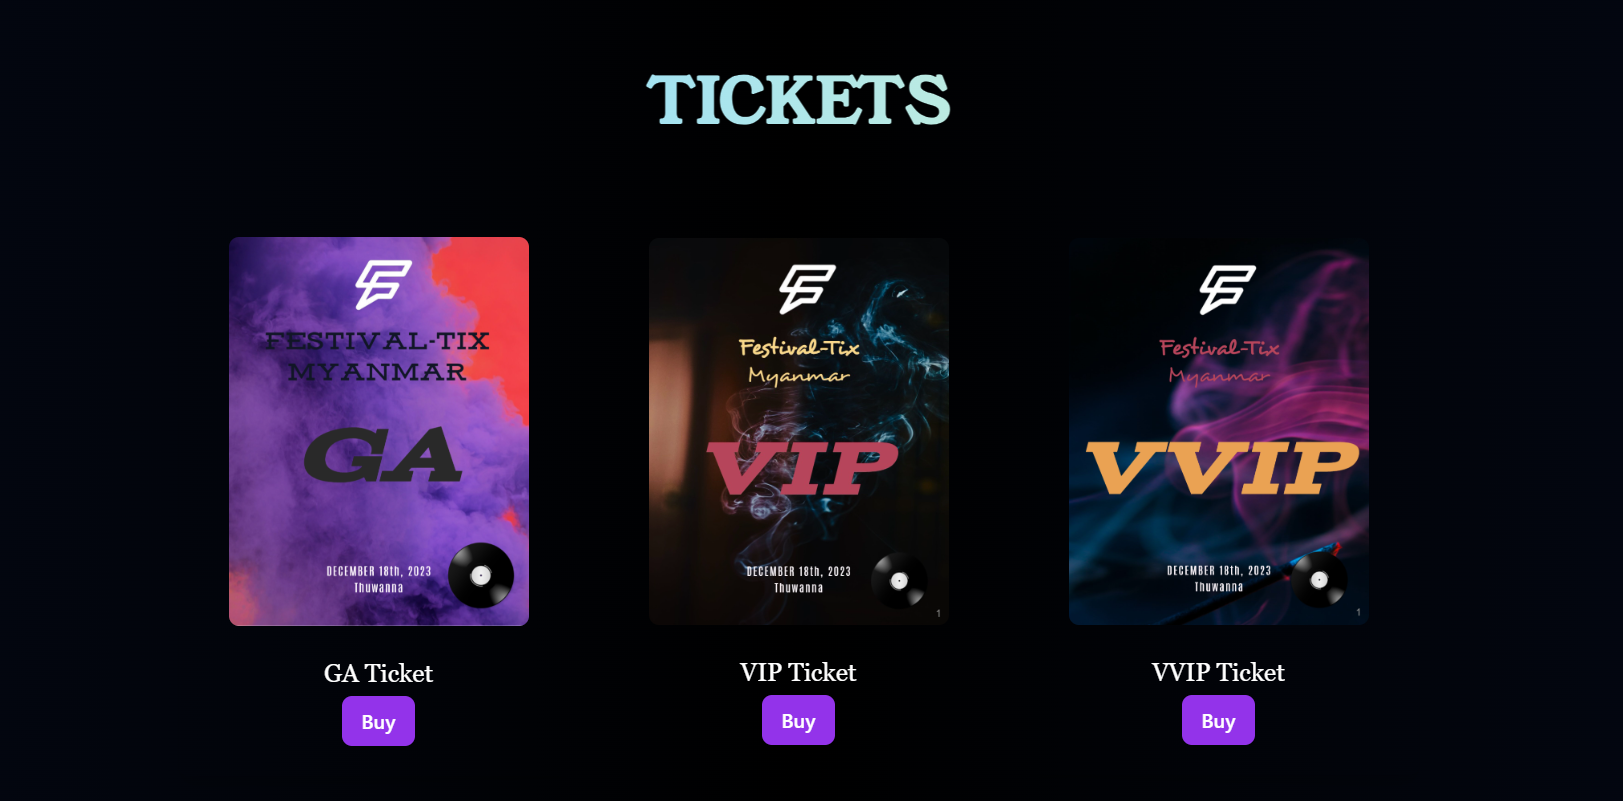 TICKETS
FESTIVAL-TIX
MYANMAR
GA
DECEMBER 18th, 2023
Thuwanna
GA Ticket
Buy
Festival-Tix
Myanmar
VIP
DECEMBER 18th, 2023
Thuwanna
1
VIP Ticket
Buy
Festival-Tix
Myanmar
VVIP
DECEMBER 18th, 2023
Thuwanna
1
VVIP Ticket
Buy